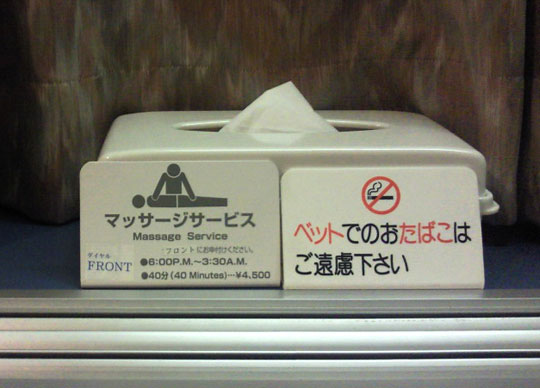 マッサージサービス
Massage Service
フロントにお申付けください。
ダイヤル
FRONT
●6:00P.M.〜3:30A.M.
●40分(40 Minutes)…¥4,500
ベットでのおたばこは
ご遠慮下さい